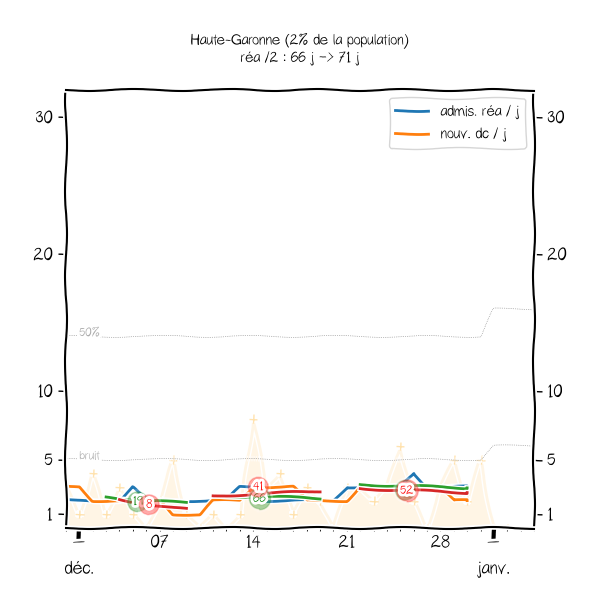 Haute-Garonne (2% de la population)
réa /2 : 66 j -> 71 j
admis. réa / j
nouv. dc / j
30
30
20
20
50%
10
10
bruit
5
5
41
52
8
66
1
1
07
14
21
28
déc.
janv.